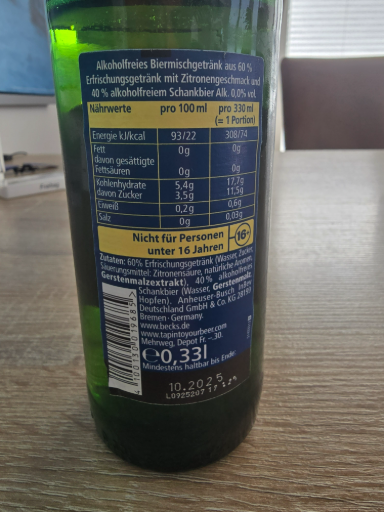 Alkoholfreies Biermischgetränk aus 60 %
Erfrischungsgetränk mit Zitronengeschmack und
40 % alkoholfreiem Schankbier Alk. 0,0% vol.
Nährwerte pro 100 ml pro 330 ml
(= 1 Portion)
Energie kJ/kcal 93/22 308/74
Fett 0g 0g
davon gesättigte
Fettsäuren 0g 0g
Kohlenhydrate 5,4g 17,7g
davon Zucker 3,5g 11,5g
Eiweiß 0,2g 0,6g
Salz 0g 0,03g
Nicht für Personen
unter 16 Jahren
16+
Zutaten: 60% Erfrischungsgetränk (Wasser, Zucker,
Säuerungsmittel: Zitronensäure, natürliche Aromen,
Gerstenmalzextrakt), 40% alkoholfreies
Schankbier (Wasser, Gerstenmalz,
Hopfen). Anheuser-Busch InBev
Deutschland GmbH & Co. KG 28199
Bremen · Germany.
www.becks.de
www.tapintoyourbeer.com
Mehrweg, Depot Fr. -.30.
e0,33l
Mindestens haltbar bis Ende:
10.2025